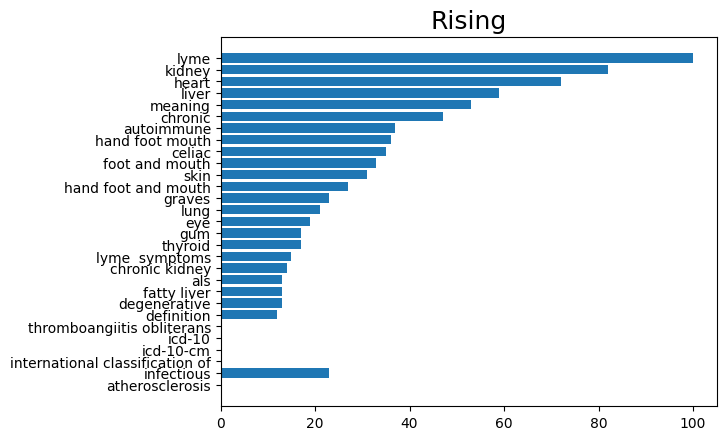 Rising
lyme
kidney
heart
liver
meaning
chronic
autoimmune
hand foot mouth
celiac
foot and mouth
skin
hand foot and mouth
graves
lung
eye
gum
thyroid
lyme  symptoms
chronic kidney
als
fatty liver
degenerative
definition
thromboangiitis obliterans
icd-10
icd-10-cm
international classification of
infectious
atherosclerosis
0 20 40 60 80 100